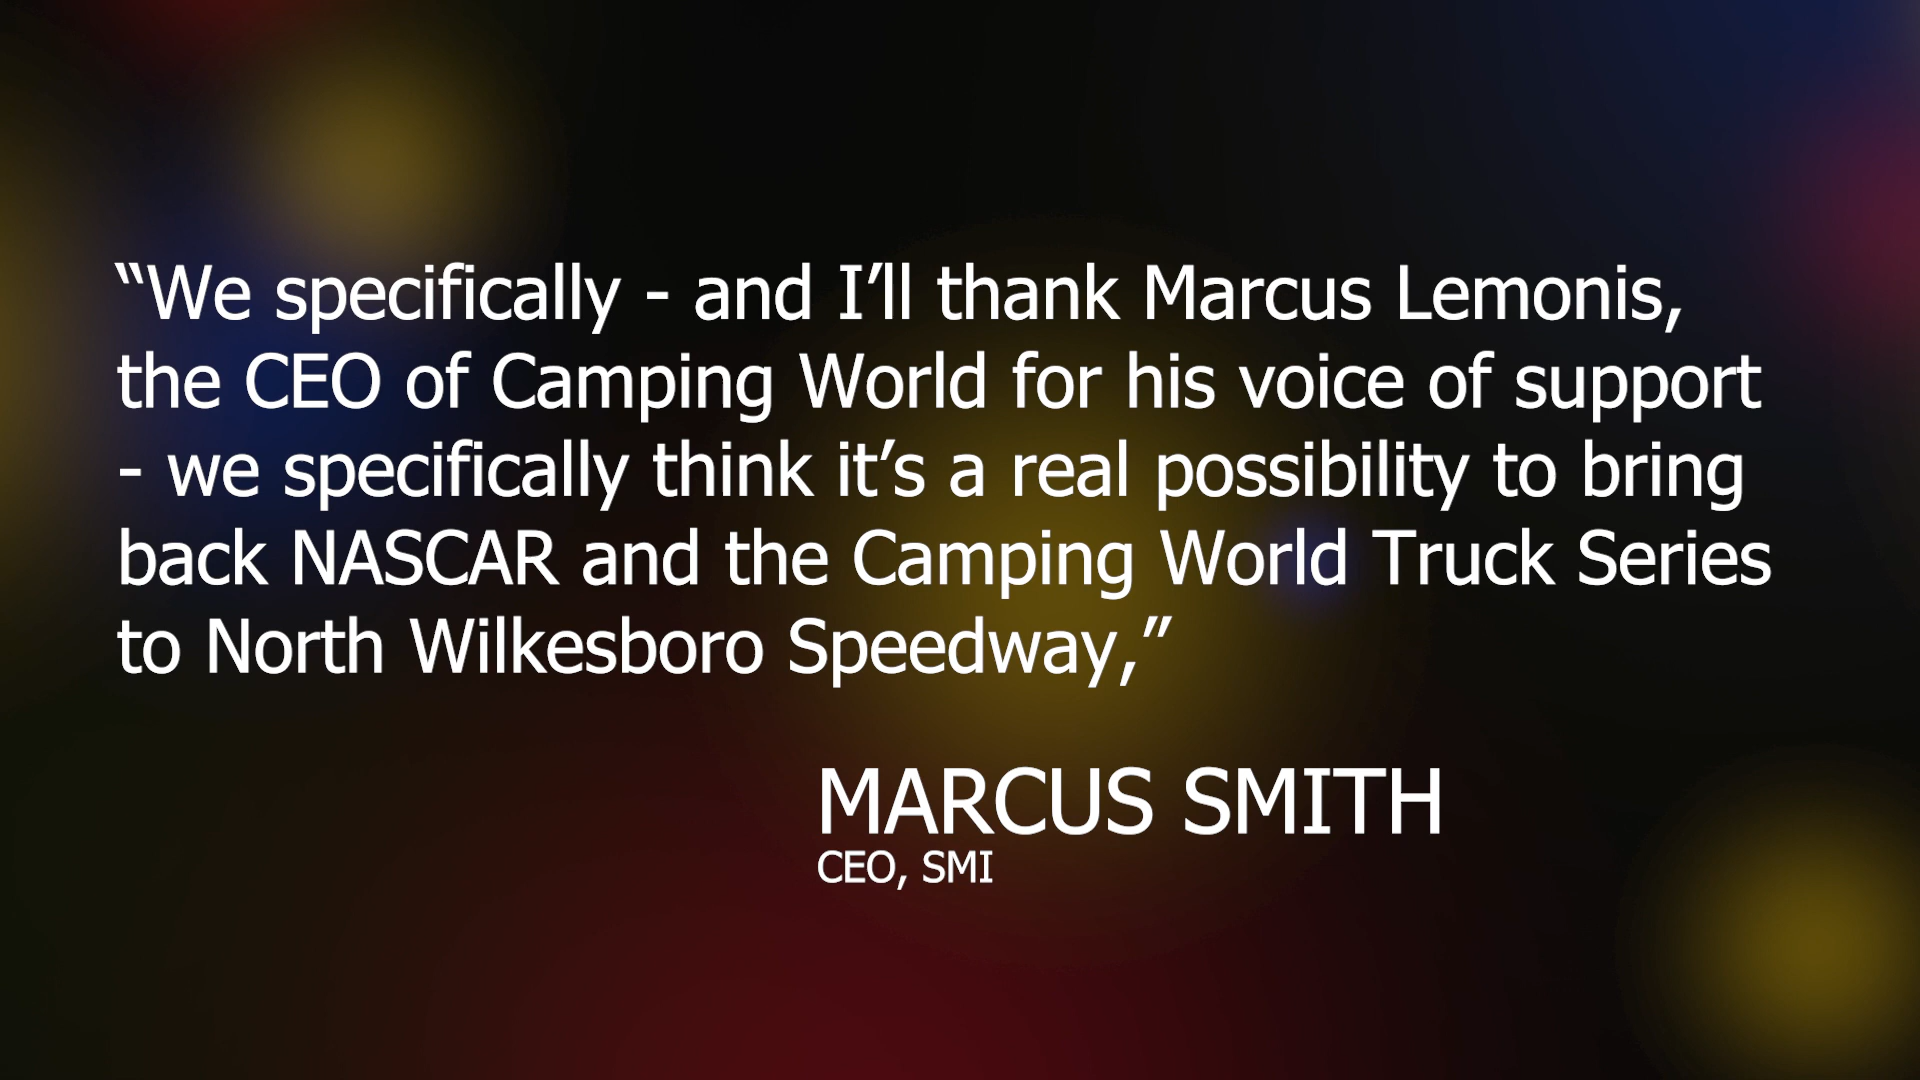 “We specifically - and I’ll thank Marcus Lemonis,
the CEO of Camping World for his voice of support
- we specifically think it’s a real possibility to bring
back NASCAR and the Camping World Truck Series
to North Wilkesboro Speedway,”
MARCUS SMITH
CEO, SMI